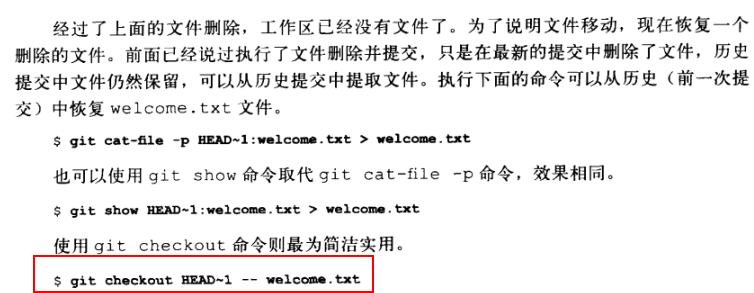 经过了上面的文件删除，工作区已经没有文件了。为了说明文件移动，现在恢复一个
删除的文件。前面已经说过执行了文件删除并提交，只是在最新的提交中删除了文件，历史
提交中文件仍然保留，可以从历史提交中提取文件。执行下面的命令可以从历史（前一次提
交）中恢复 welcome.txt 文件。
$ git cat-file -p HEAD~1:welcome.txt > welcome.txt
也可以使用 git show 命令取代 git cat-file -p 命令，效果相同。
$ git show HEAD~1:welcome.txt > welcome.txt
使用 git checkout 命令则最为简洁实用。
$ git checkout HEAD~1 -- welcome.txt